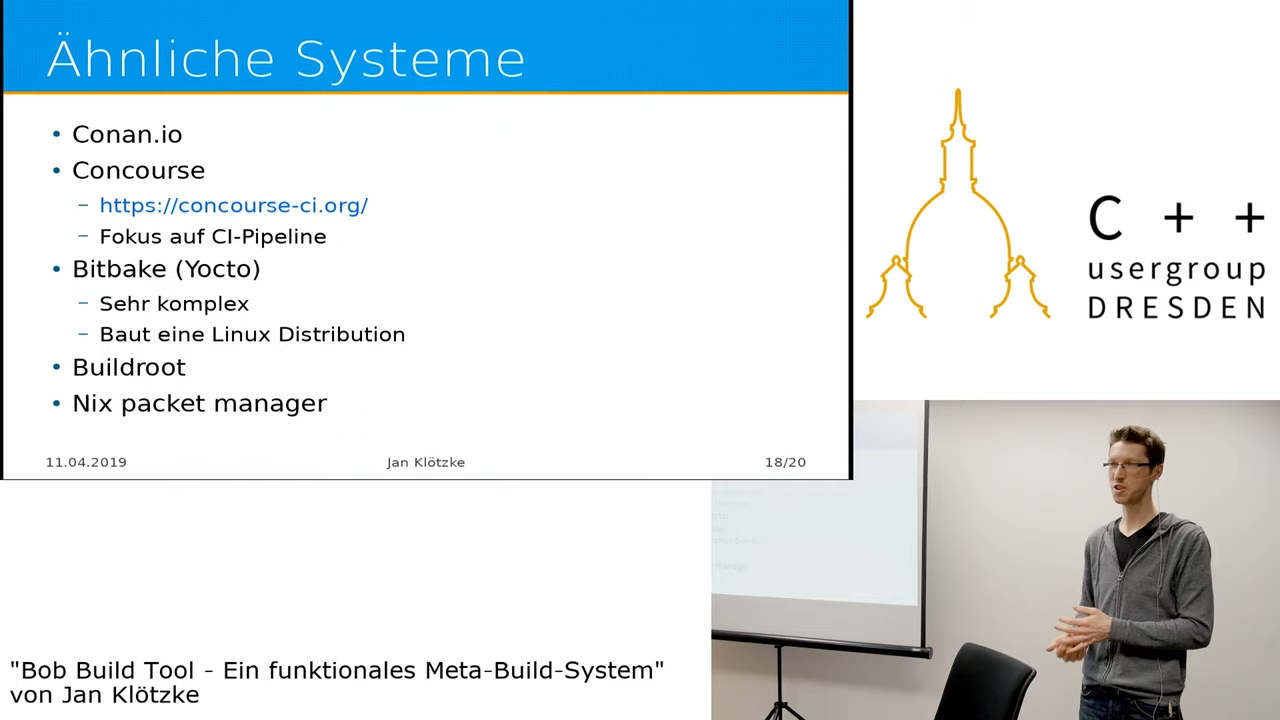 Ähnliche Systeme
• Conan.io
• Concourse
– https://concourse-ci.org/
– Fokus auf CI-Pipeline
• Bitbake (Yocto)
– Sehr komplex
– Baut eine Linux Distribution
• Buildroot
• Nix packet manager
11.04.2019 Jan Klötzke 18/20
C + +
usergroup
DRESDEN
"Bob Build Tool - Ein funktionales Meta-Build-System"
von Jan Klötzke